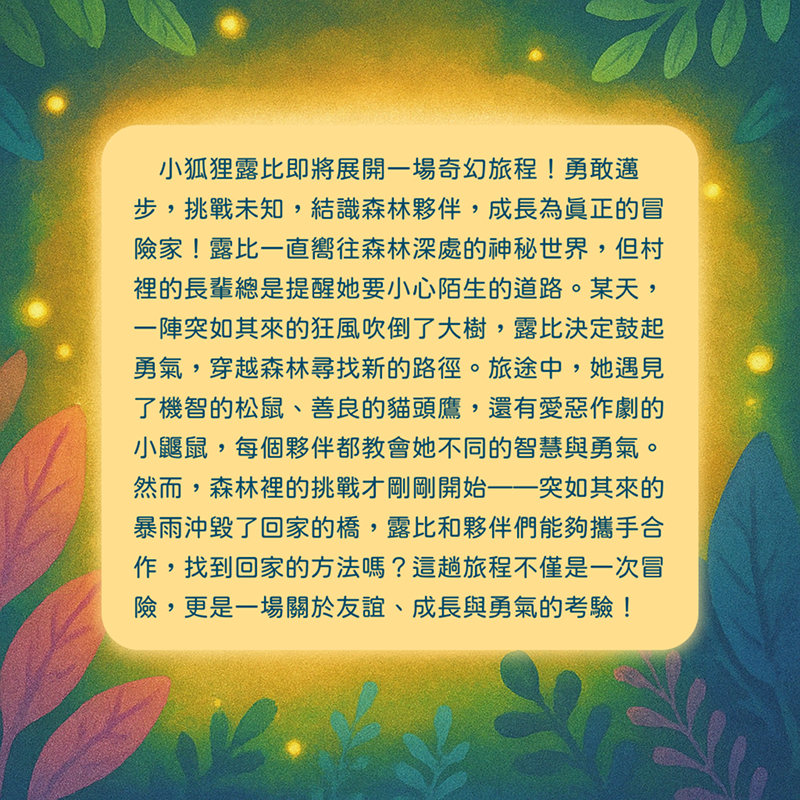 小狐狸露比即將展開一場奇幻旅程！勇敢邁
步，挑戰未知，結識森林夥伴，成長為真正的冒
險家！露比一直嚮往森林深處的神秘世界，但村
裡的長輩總是提醒她要小心陌生的道路。某天，
一陣突如其來的狂風吹倒了大樹，露比決定鼓起
勇氣，穿越森林尋找新的路徑。旅途中，她遇見
了機智的松鼠、善良的貓頭鷹，還有愛惡作劇的
小鼴鼠，每個夥伴都教會她不同的智慧與勇氣。
然而，森林裡的挑戰才剛剛開始——突如其來的
暴雨沖毀了回家的橋，露比和夥伴們能夠攜手合
作，找到回家的方法嗎？這趟旅程不僅是一次冒
險，更是一場關於友誼、成長與勇氣的考驗！